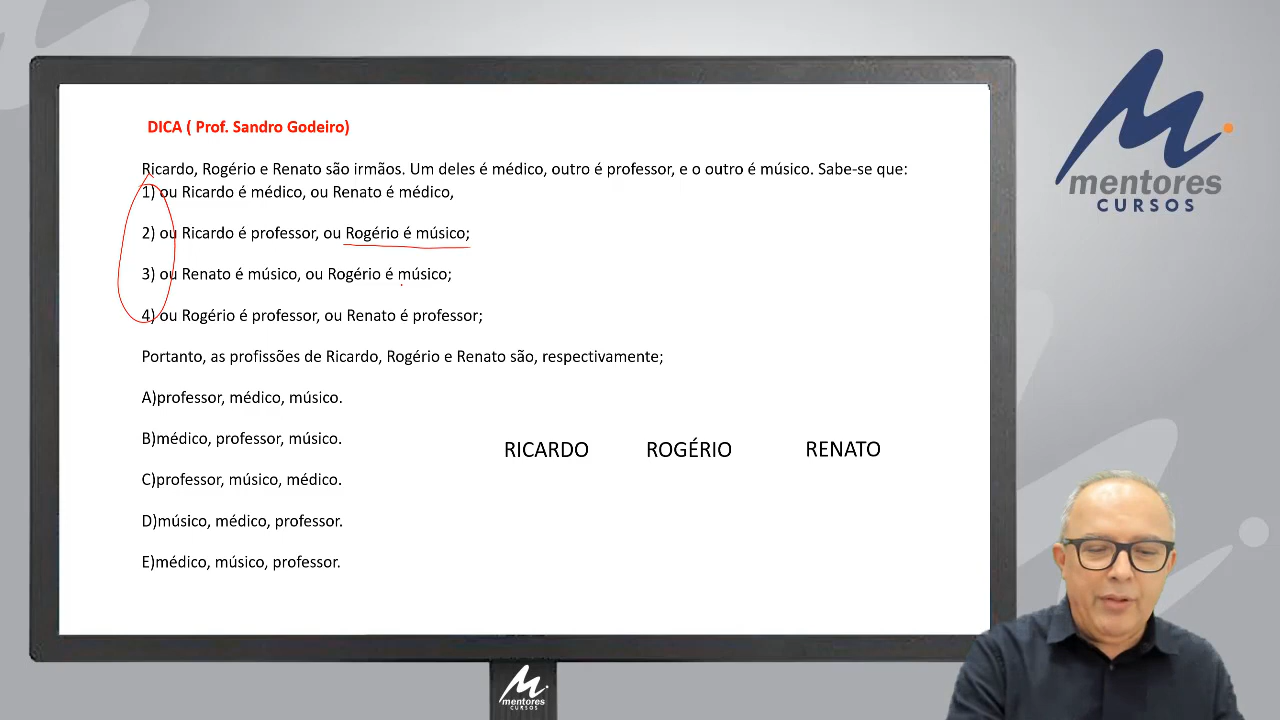 DICA ( Prof. Sandro Godeiro)
Ricardo, Rogério e Renato são irmãos. Um deles é médico, outro é professor, e o outro é músico. Sabe-se que:
1) ou Ricardo é médico, ou Renato é médico,
2) ou Ricardo é professor, ou Rogério é músico;
3) ou Renato é músico, ou Rogério é músico;
4) ou Rogério é professor, ou Renato é professor;
Portanto, as profissões de Ricardo, Rogério e Renato são, respectivamente;
A)professor, médico, músico.
B)médico, professor, músico.
C)professor, músico, médico.
D)músico, médico, professor.
E)médico, músico, professor.
RICARDO ROGÉRIO RENATO
mentores
CURSOS
mentores
CURSOS